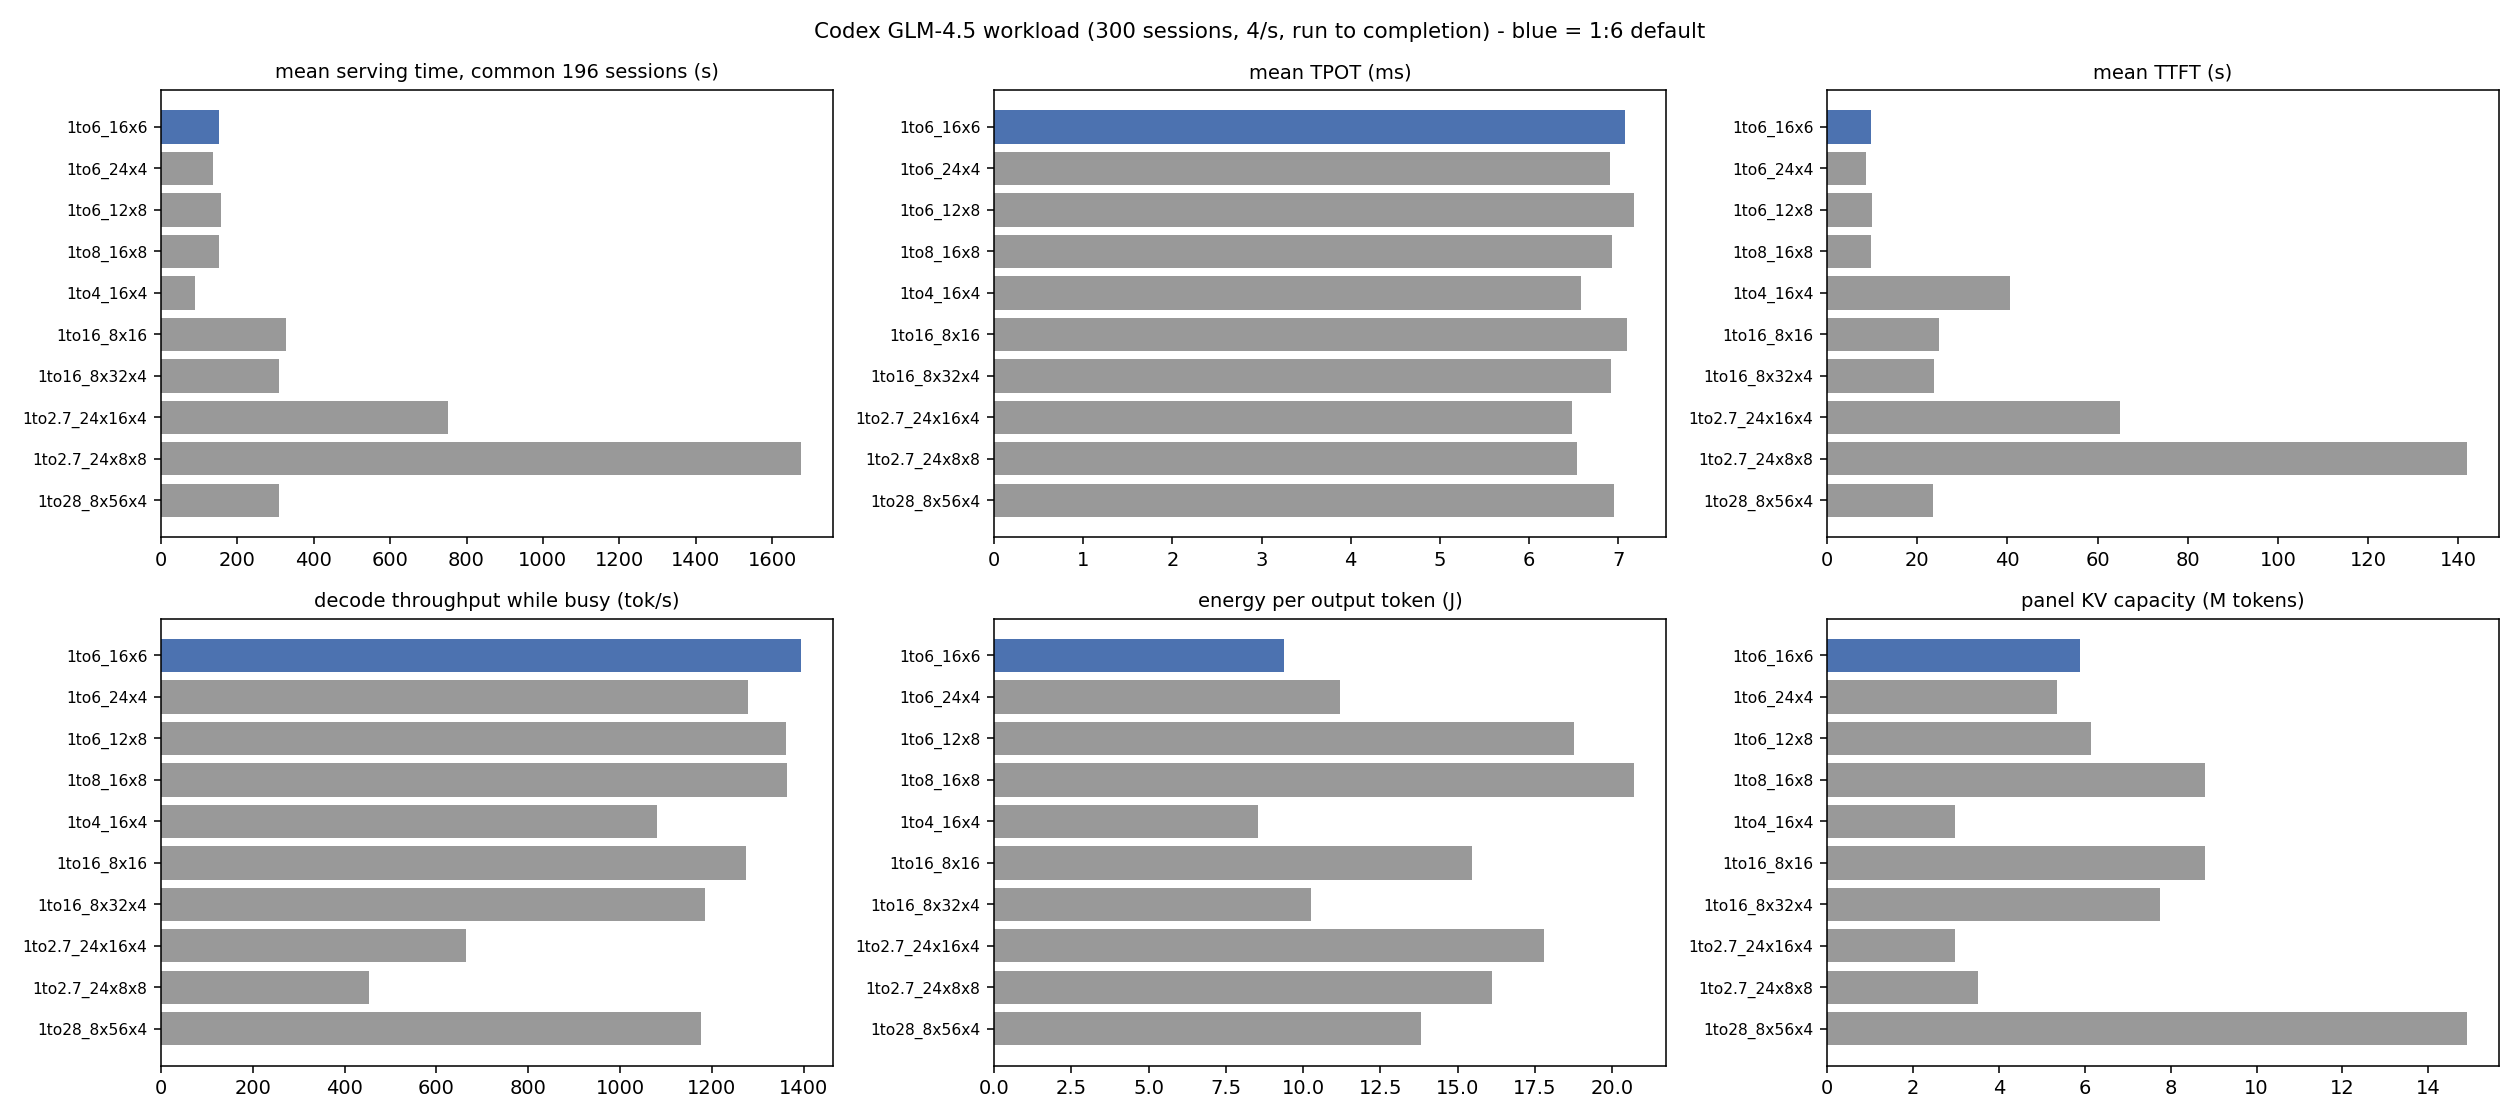 Codex GLM-4.5 workload (300 sessions, 4/s, run to completion) - blue = 1:6 default
mean serving time, common 196 sessions (s)
1to6_16x6
1to6_24x4
1to6_12x8
1to8_16x8
1to4_16x4
1to16_8x16
1to16_8x32x4
1to2.7_24x16x4
1to2.7_24x8x8
1to28_8x56x4
0 200 400 600 800 1000 1200 1400 1600
mean TPOT (ms)
1to6_16x6
1to6_24x4
1to6_12x8
1to8_16x8
1to4_16x4
1to16_8x16
1to16_8x32x4
1to2.7_24x16x4
1to2.7_24x8x8
1to28_8x56x4
0 1 2 3 4 5 6 7
mean TTFT (s)
1to6_16x6
1to6_24x4
1to6_12x8
1to8_16x8
1to4_16x4
1to16_8x16
1to16_8x32x4
1to2.7_24x16x4
1to2.7_24x8x8
1to28_8x56x4
0 20 40 60 80 100 120 140
decode throughput while busy (tok/s)
1to6_16x6
1to6_24x4
1to6_12x8
1to8_16x8
1to4_16x4
1to16_8x16
1to16_8x32x4
1to2.7_24x16x4
1to2.7_24x8x8
1to28_8x56x4
0 200 400 600 800 1000 1200 1400
energy per output token (J)
1to6_16x6
1to6_24x4
1to6_12x8
1to8_16x8
1to4_16x4
1to16_8x16
1to16_8x32x4
1to2.7_24x16x4
1to2.7_24x8x8
1to28_8x56x4
0.0 2.5 5.0 7.5 10.0 12.5 15.0 17.5 20.0
panel KV capacity (M tokens)
1to6_16x6
1to6_24x4
1to6_12x8
1to8_16x8
1to4_16x4
1to16_8x16
1to16_8x32x4
1to2.7_24x16x4
1to2.7_24x8x8
1to28_8x56x4
0 2 4 6 8 10 12 14